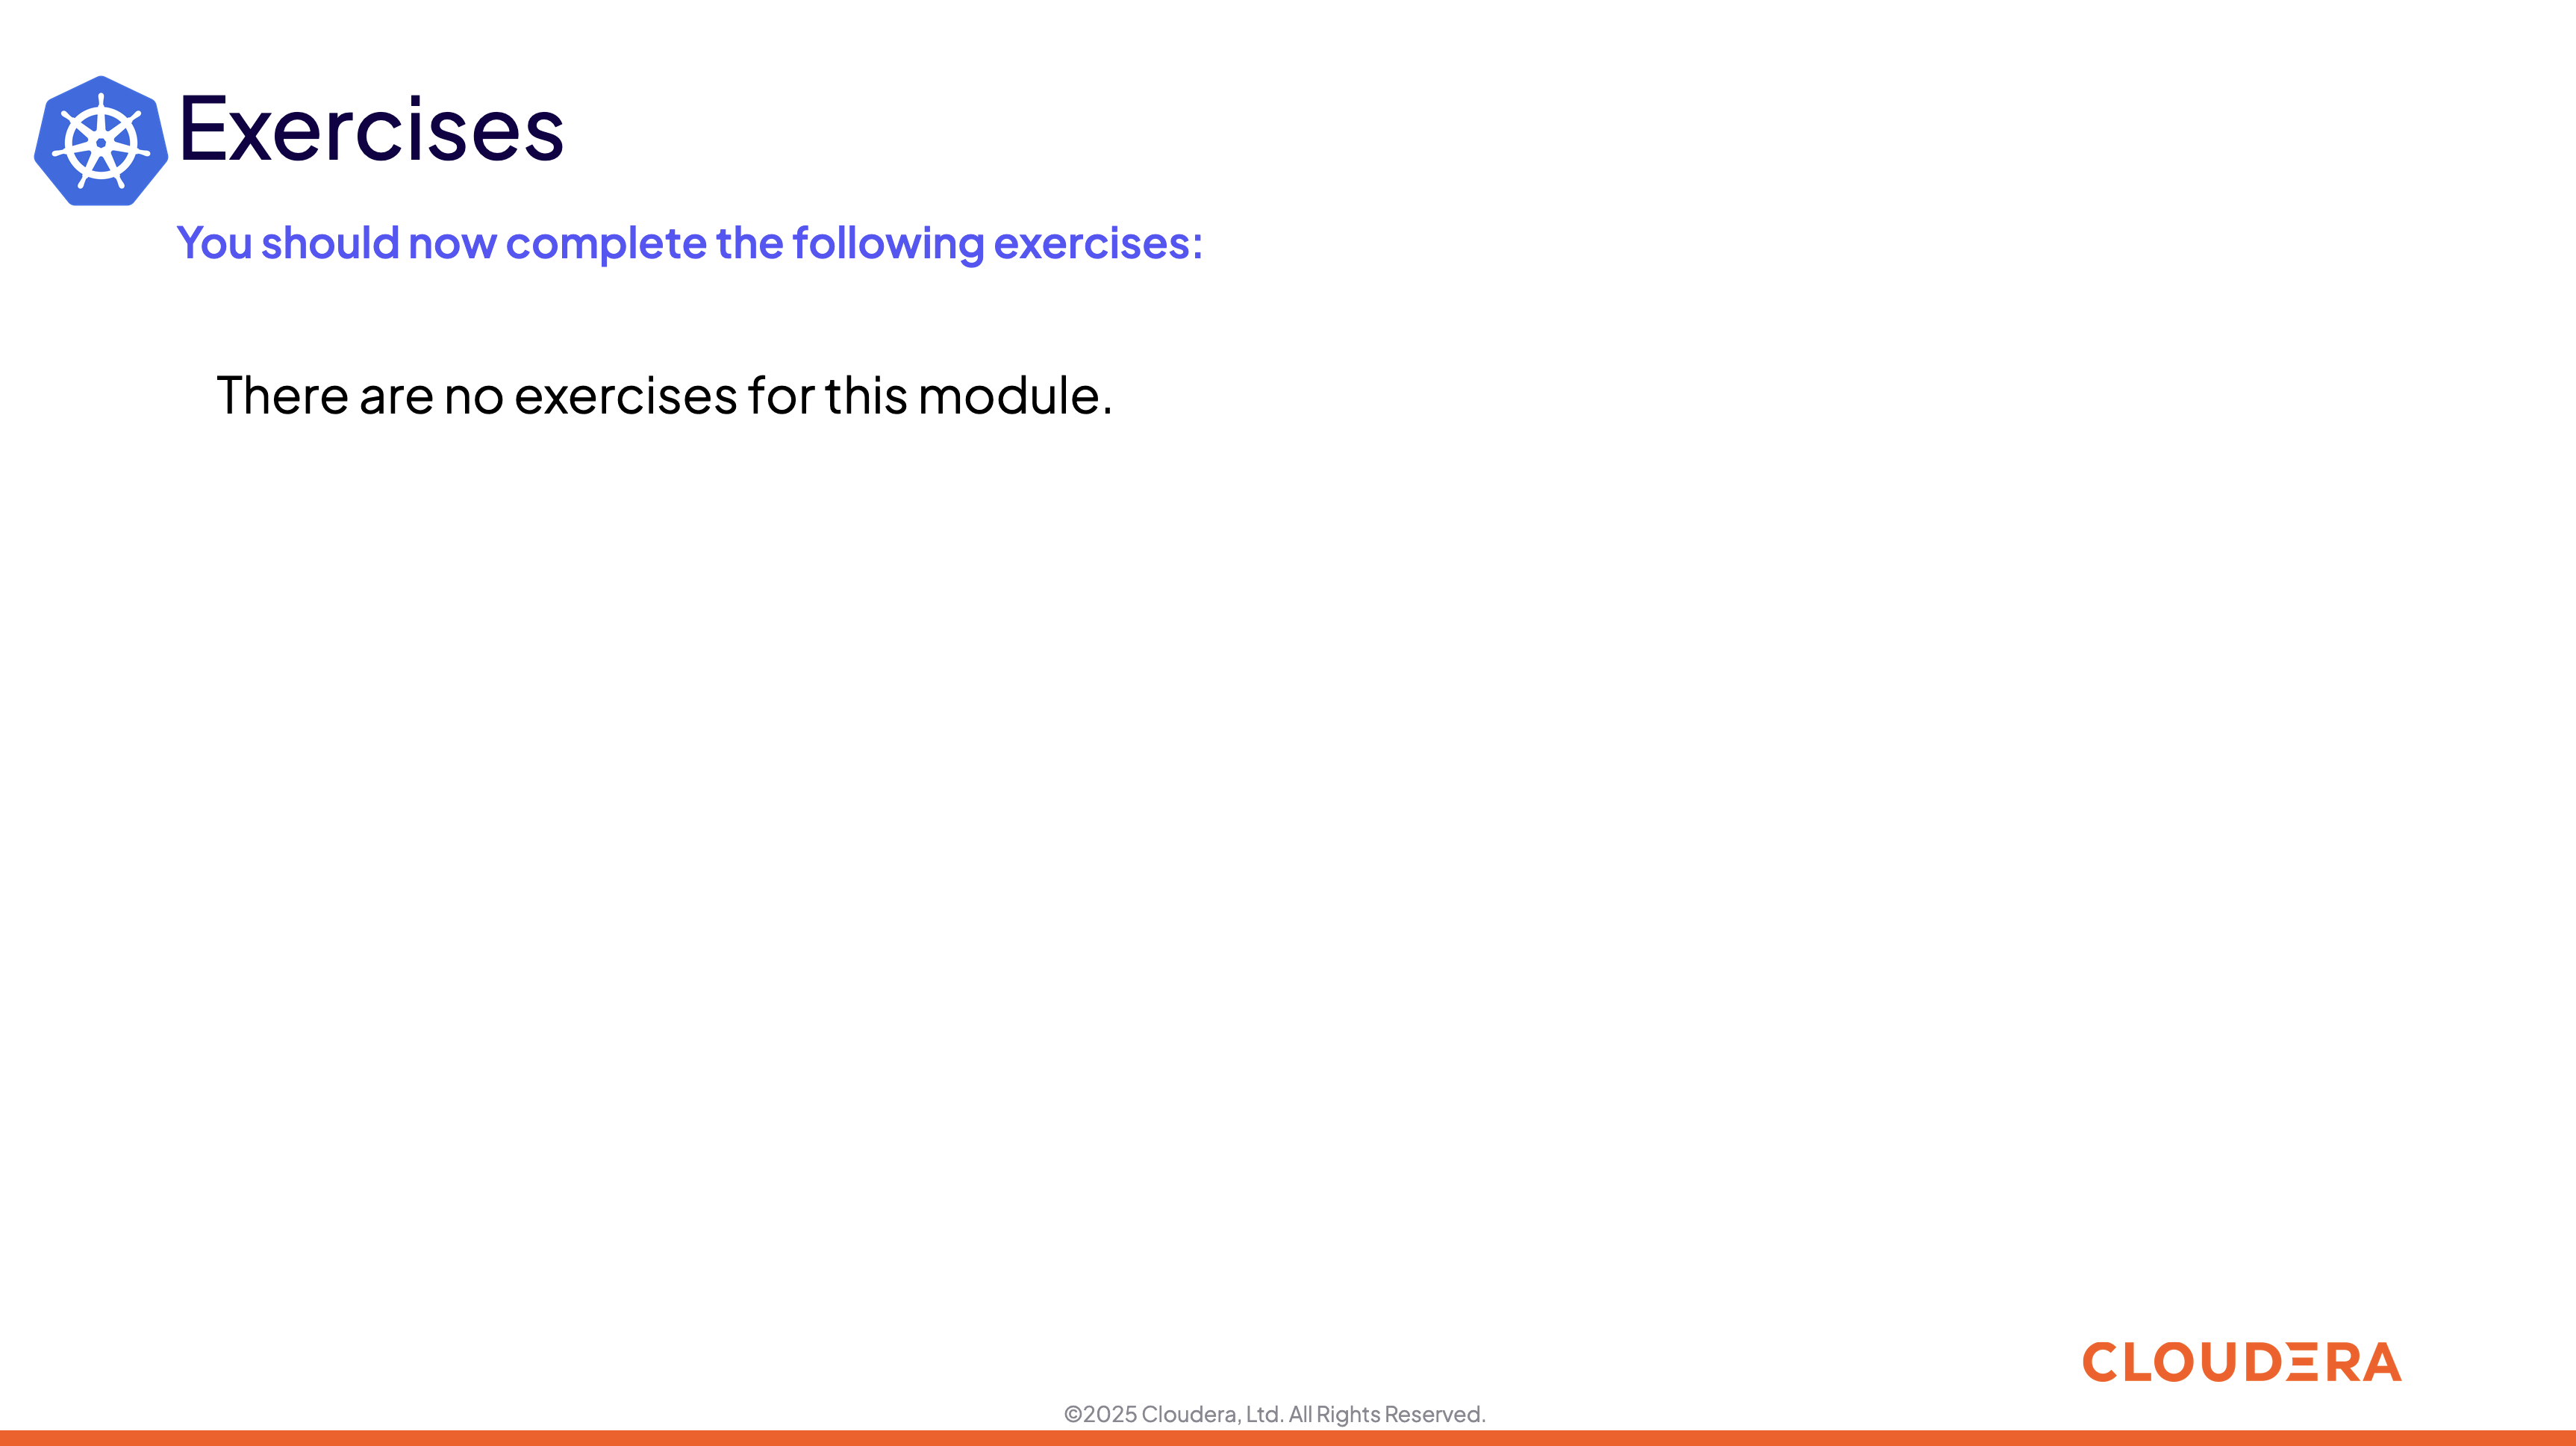 Exercises
You should now complete the following exercises:
There are no exercises for this module.
CLOUDERA
©2025 Cloudera, Ltd. All Rights Reserved.